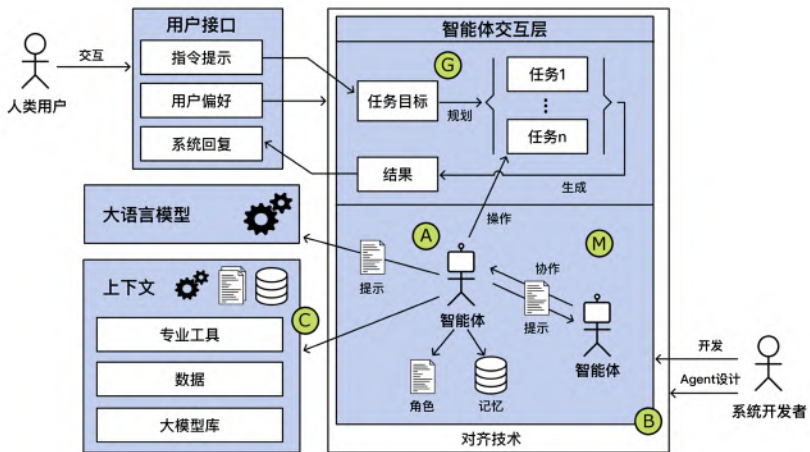 用户接口
指令提示
用户偏好
系统回复
交互
人类用户
智能体交互层
G
任务目标
规划
任务1
任务n
结果
生成
操作
大语言模型
A
M
提示
智能体
协作
提示
智能体
角色
记忆
上下文
C
专业工具
数据
大模型库
开发
Agent设计
系统开发者
B
对齐技术